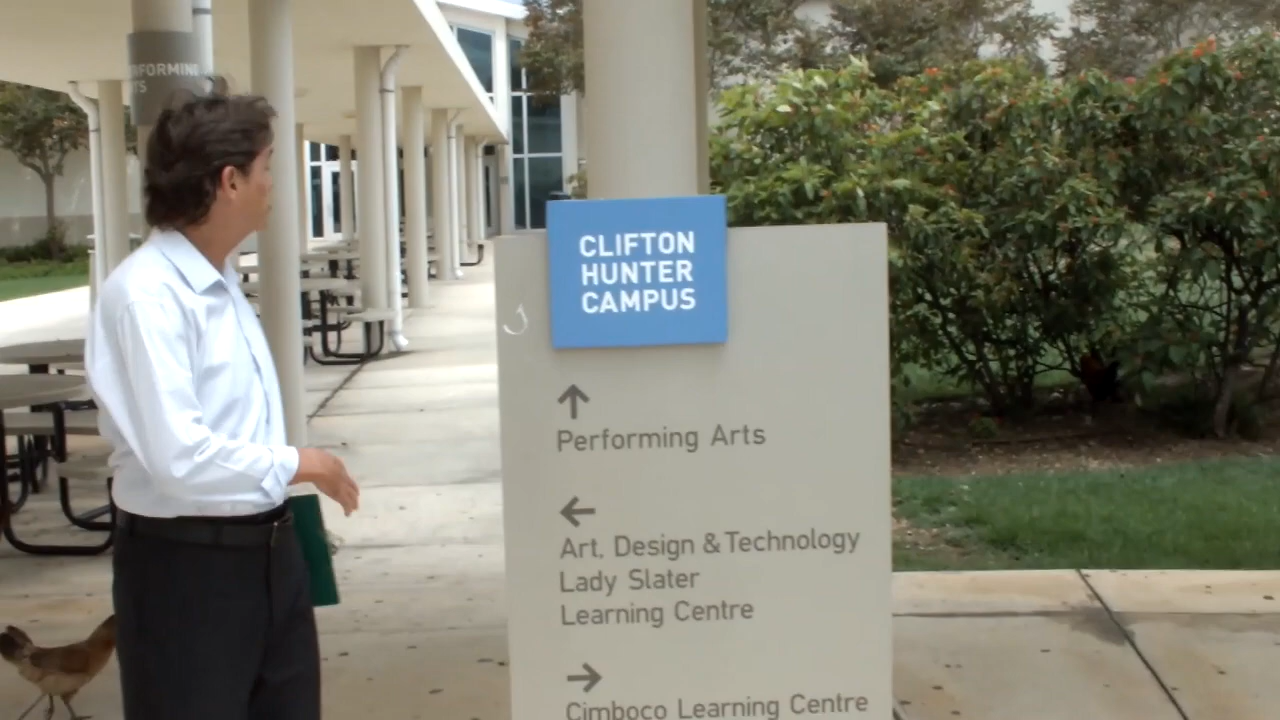 CLIFTON
HUNTER
CAMPUS
Performing Arts
Art, Design & Technology
Lady Slater
Learning Centre
Cimboco Learning Centre